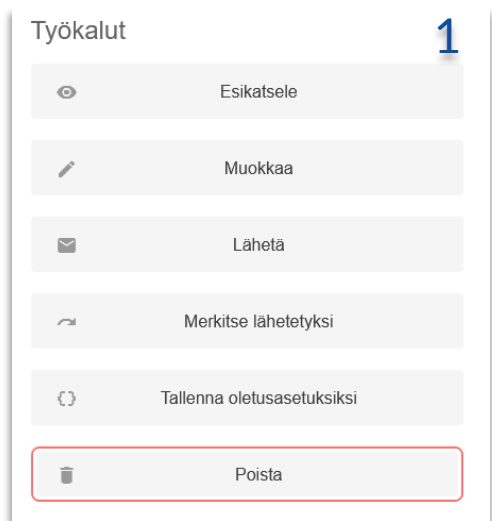 Työkalut
1
Esikatsele
Muokkaa
Lähetä
Merkitse lähetetyksi
Tallenna oletusasetuksiksi
Poista